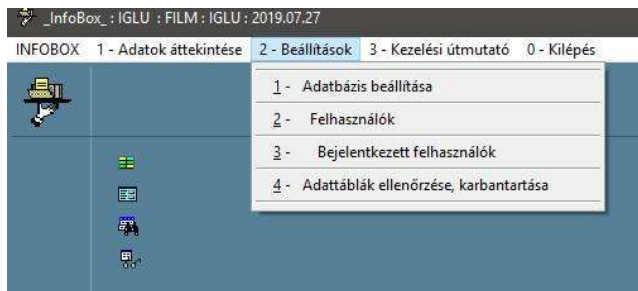 _InfoBox_ : IGLU : FILM : IGLU : 2019.07.27
INFOBOX 1 - Adatok áttekintése 2 - Beállítások 3 - Kezelési útmutató 0 - Kilépés
1 - Adatbázis beállítása
2 - Felhasználók
3 - Bejelentkezett felhasználók
4 - Adattáblák ellenőrzése, karbantartása